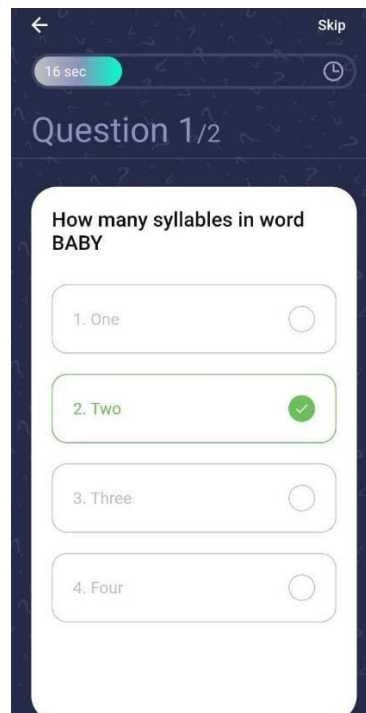 Skip
16 sec
Question 1/2
How many syllables in word
BABY
1. One
2. Two
3. Three
4. Four